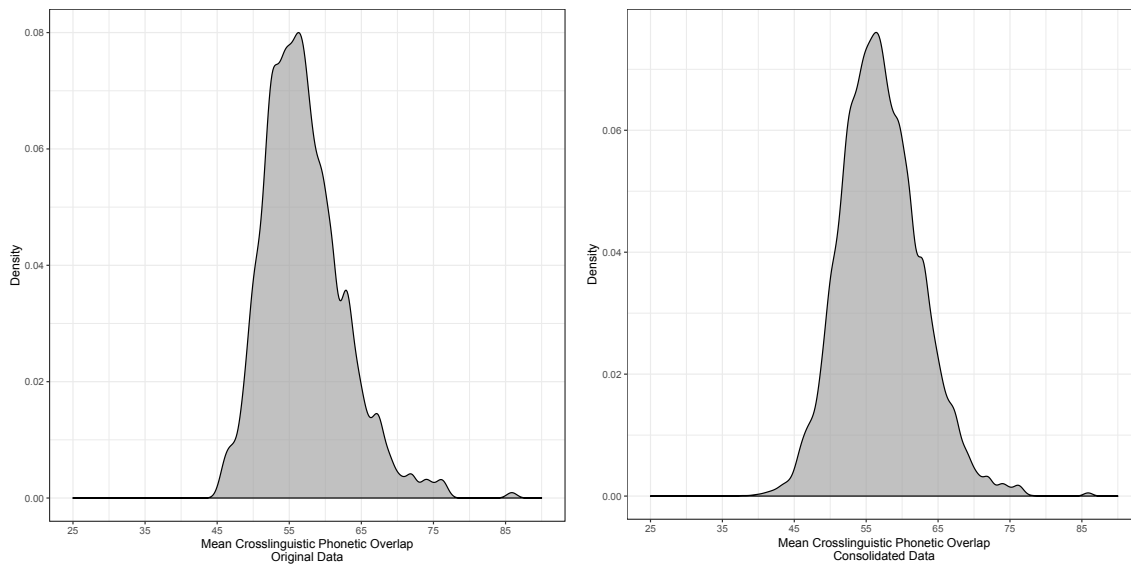 0.08
0.06
0.04
0.02
0.00
Density
25 35 45 55 65 75 85
Mean Crosslinguistic Phonetic Overlap
Original Data
0.06
0.04
0.02
0.00
Density
25 35 45 55 65 75 85
Mean Crosslinguistic Phonetic Overlap
Consolidated Data